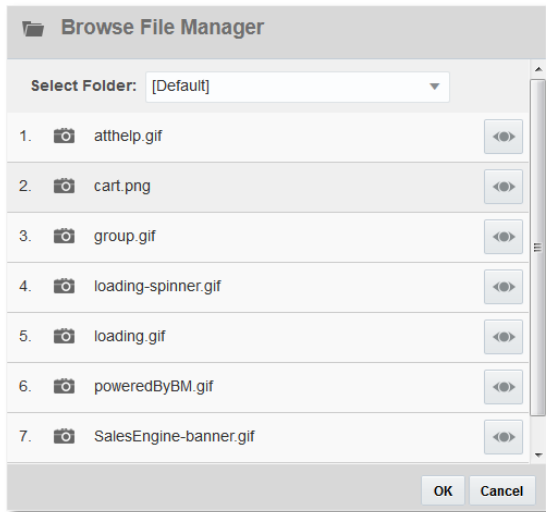 Browse File Manager
Select Folder: [Default]
1. atthelp.gif
2. cart.png
3. group.gif
4. loading-spinner.gif
5. loading.gif
6. poweredByBM.gif
7. SalesEngine-banner.gif
OK Cancel